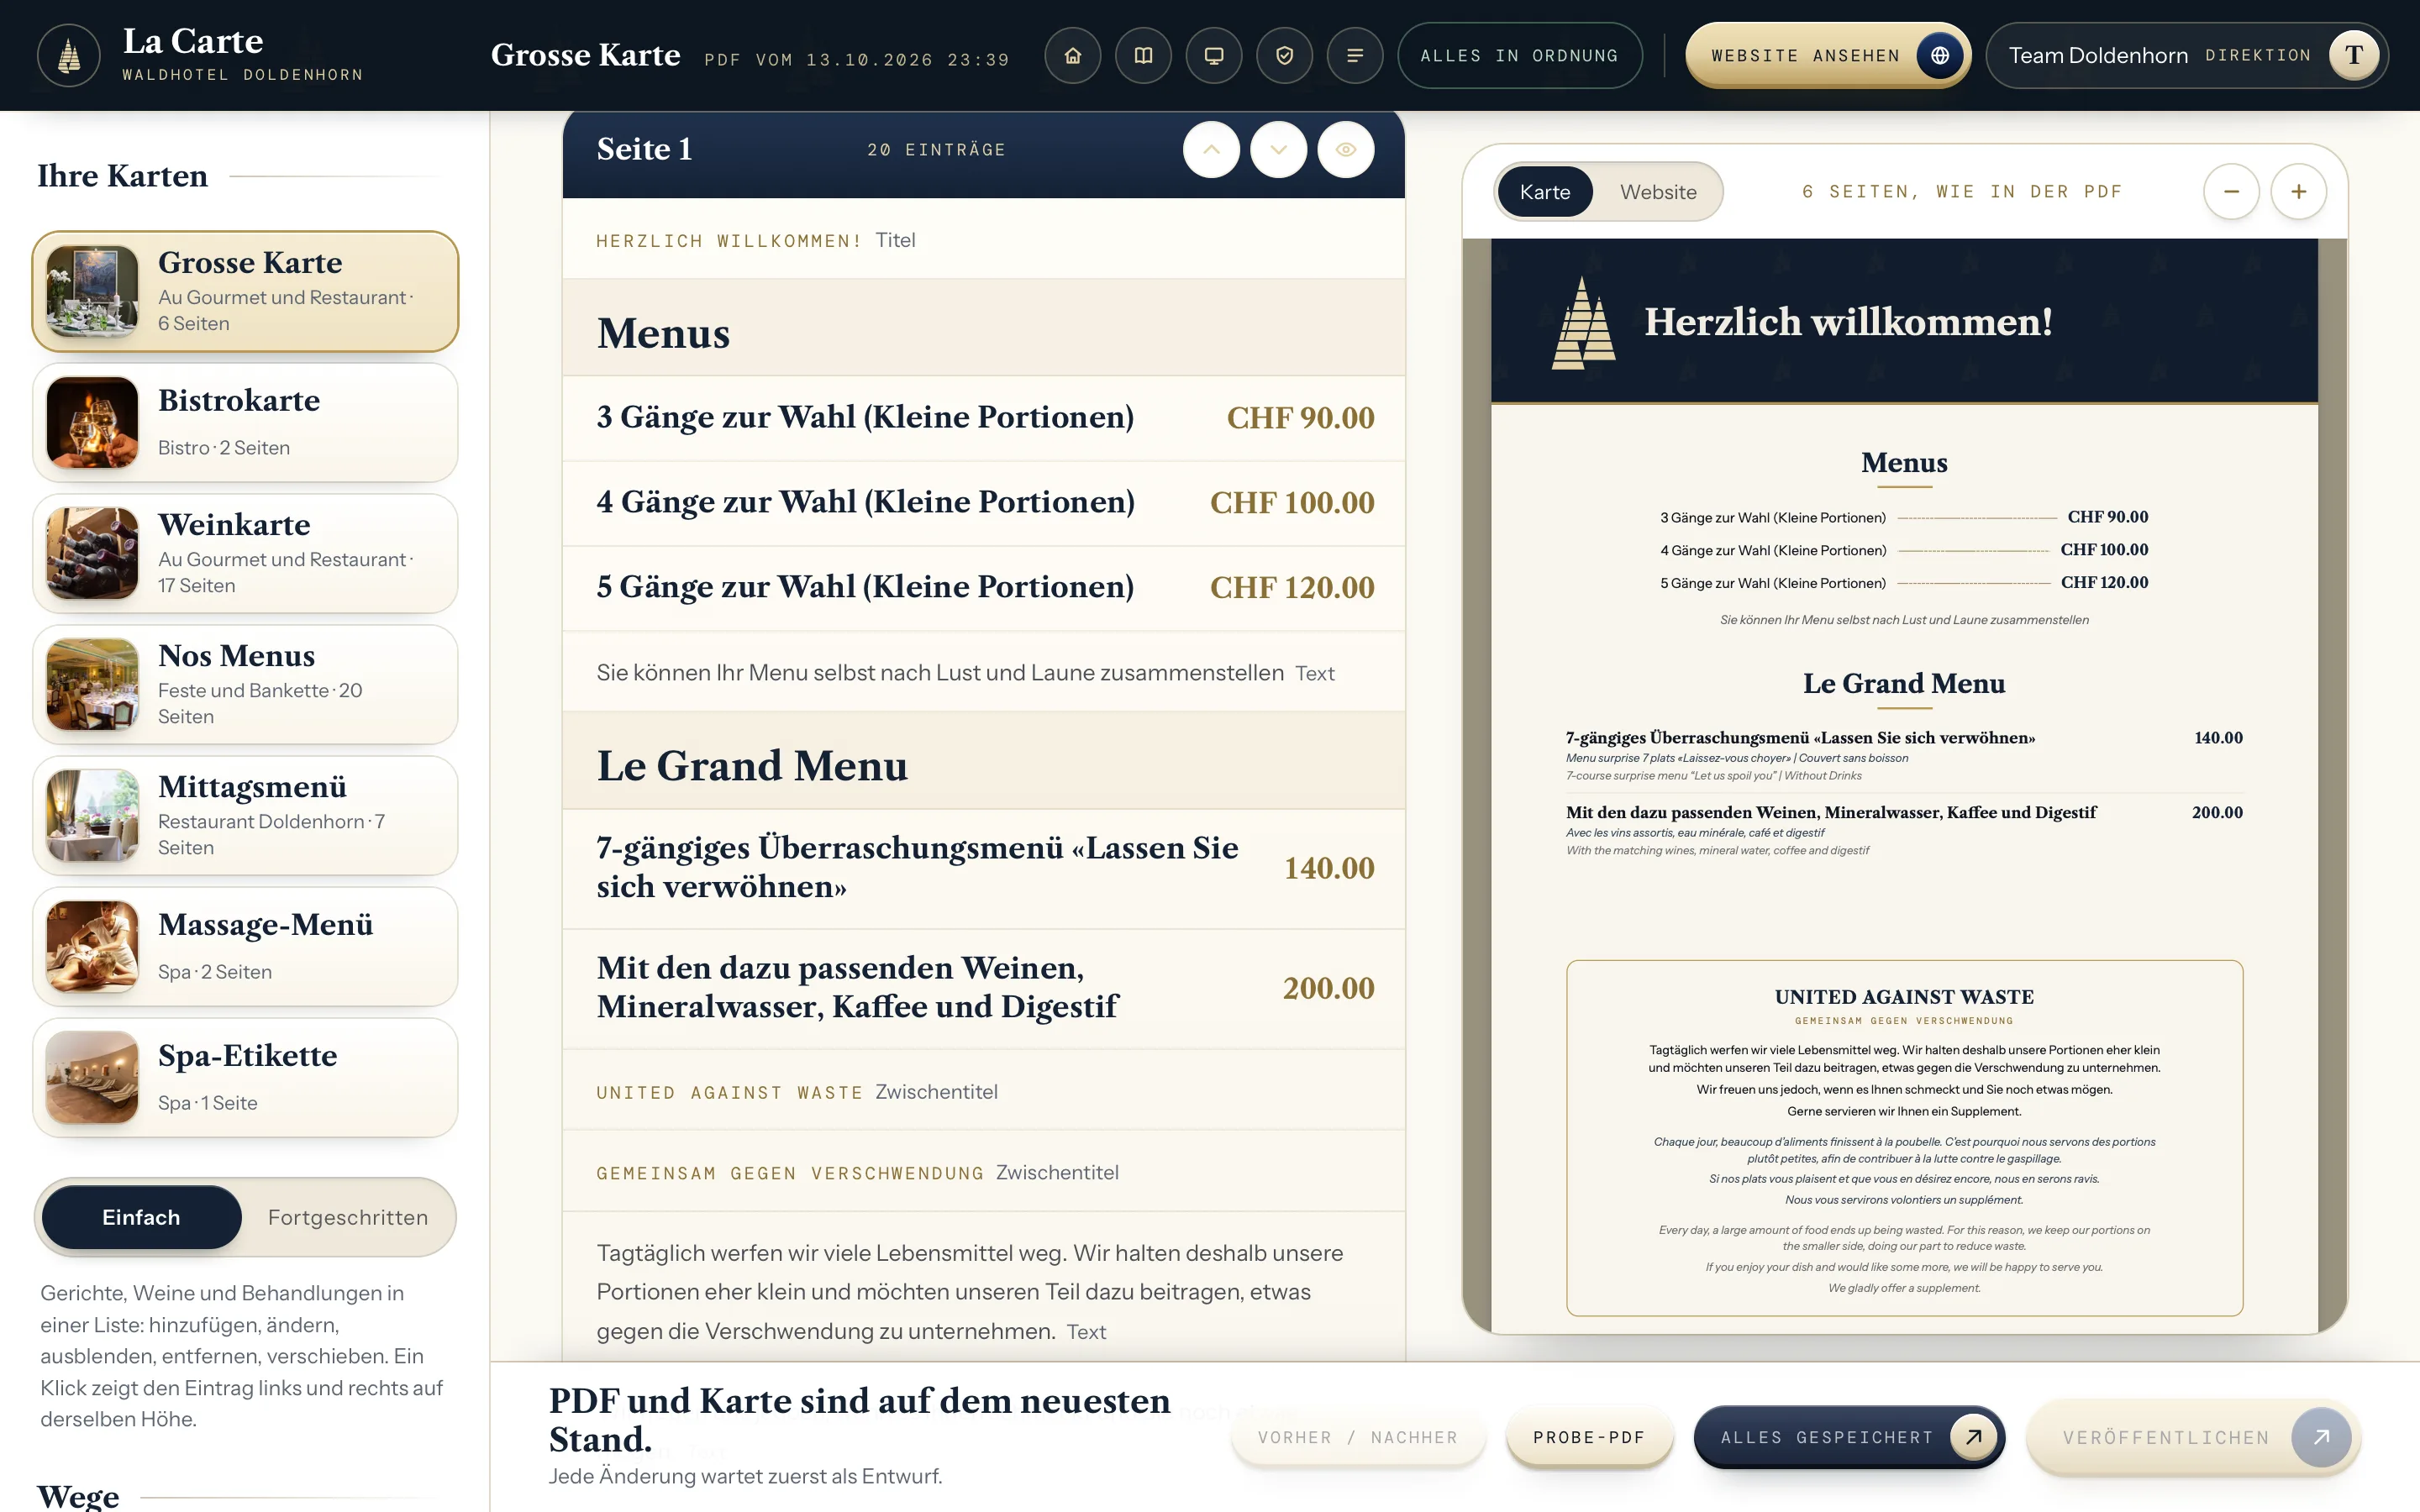 La Carte
WALDHOTEL DOLDENHORN
Grosse Karte PDF VOM 13.10.2026 23:39
ALLES IN ORDNUNG
WEBSITE ANSEHEN
Team Doldenhorn DIREKTION T
Ihre Karten
Grosse Karte
Au Gourmet und Restaurant ·
6 Seiten
Bistrokarte
Bistro · 2 Seiten
Weinkarte
Au Gourmet und Restaurant ·
17 Seiten
Nos Menus
Feste und Bankette · 20
Seiten
Mittagsmenü
Restaurant Doldenhorn · 7
Seiten
Massage-Menü
Spa · 2 Seiten
Spa-Etikette
Spa · 1 Seite
Einfach Fortgeschritten
Gerichte, Weine und Behandlungen in
einer Liste: hinzufügen, ändern,
ausblenden, entfernen, verschieben. Ein
Klick zeigt den Eintrag links und rechts auf
derselben Höhe.
Wege
Seite 1 20 EINTRÄGE
HERZLICH WILLKOMMEN! Titel
Menus
3 Gänge zur Wahl (Kleine Portionen) CHF 90.00
4 Gänge zur Wahl (Kleine Portionen) CHF 100.00
5 Gänge zur Wahl (Kleine Portionen) CHF 120.00
Sie können Ihr Menu selbst nach Lust und Laune zusammenstellen Text
Le Grand Menu
7-gängiges Überraschungsmenü «Lassen Sie
sich verwöhnen» 140.00
Mit den dazu passenden Weinen,
Mineralwasser, Kaffee und Digestif 200.00
UNITED AGAINST WASTE Zwischentitel
GEMEINSAM GEGEN VERSCHWENDUNG Zwischentitel
Tagtäglich werfen wir viele Lebensmittel weg. Wir halten deshalb unsere
Portionen eher klein und möchten unseren Teil dazu beitragen, etwas
gegen die Verschwendung zu unternehmen. Text
Karte Website 6 SEITEN, WIE IN DER PDF
Herzlich willkommen!
Menus
3 Gänge zur Wahl (Kleine Portionen) CHF 90.00
4 Gänge zur Wahl (Kleine Portionen) CHF 100.00
5 Gänge zur Wahl (Kleine Portionen) CHF 120.00
Sie können Ihr Menu selbst nach Lust und Laune zusammenstellen
Le Grand Menu
7-gängiges Überraschungsmenü «Lassen Sie sich verwöhnen» 140.00
Menu surprise 7 plats «Laissez-vous choyer» | Couvert sans boisson
7-course surprise menu “Let us spoil you” | Without Drinks
Mit den dazu passenden Weinen, Mineralwasser, Kaffee und Digestif 200.00
Avec les vins assortis, eau minérale, café et digestif
With the matching wines, mineral water, coffee and digestif
UNITED AGAINST WASTE
GEMEINSAM GEGEN VERSCHWENDUNG
Tagtäglich werfen wir viele Lebensmittel weg. Wir halten deshalb unsere Portionen eher klein
und möchten unseren Teil dazu beitragen, etwas gegen die Verschwendung zu unternehmen.
Wir freuen uns jedoch, wenn es Ihnen schmeckt und Sie noch etwas mögen.
Gerne servieren wir Ihnen ein Supplement.
Chaque jour, beaucoup d’aliments finissent à la poubelle. C’est pourquoi nous servons des portions
plutôt petites, afin de contribuer à la lutte contre le gaspillage.
Si nos plats vous plaisent et que vous en désirez encore, nous en serons ravis.
Nous vous servirons volontiers un supplément.
Every day, a large amount of food ends up being wasted. For this reason, we keep our portions on
the smaller side, doing our part to reduce waste.
If you enjoy your dish and would like some more, we will be happy to serve you.
We gladly offer a supplement.
PDF und Karte sind auf dem neuesten
Stand.
Jede Änderung wartet zuerst als Entwurf.
VORHER / NACHHER
PROBE-PDF
ALLES GESPEICHERT
VERÖFFENTLICHEN